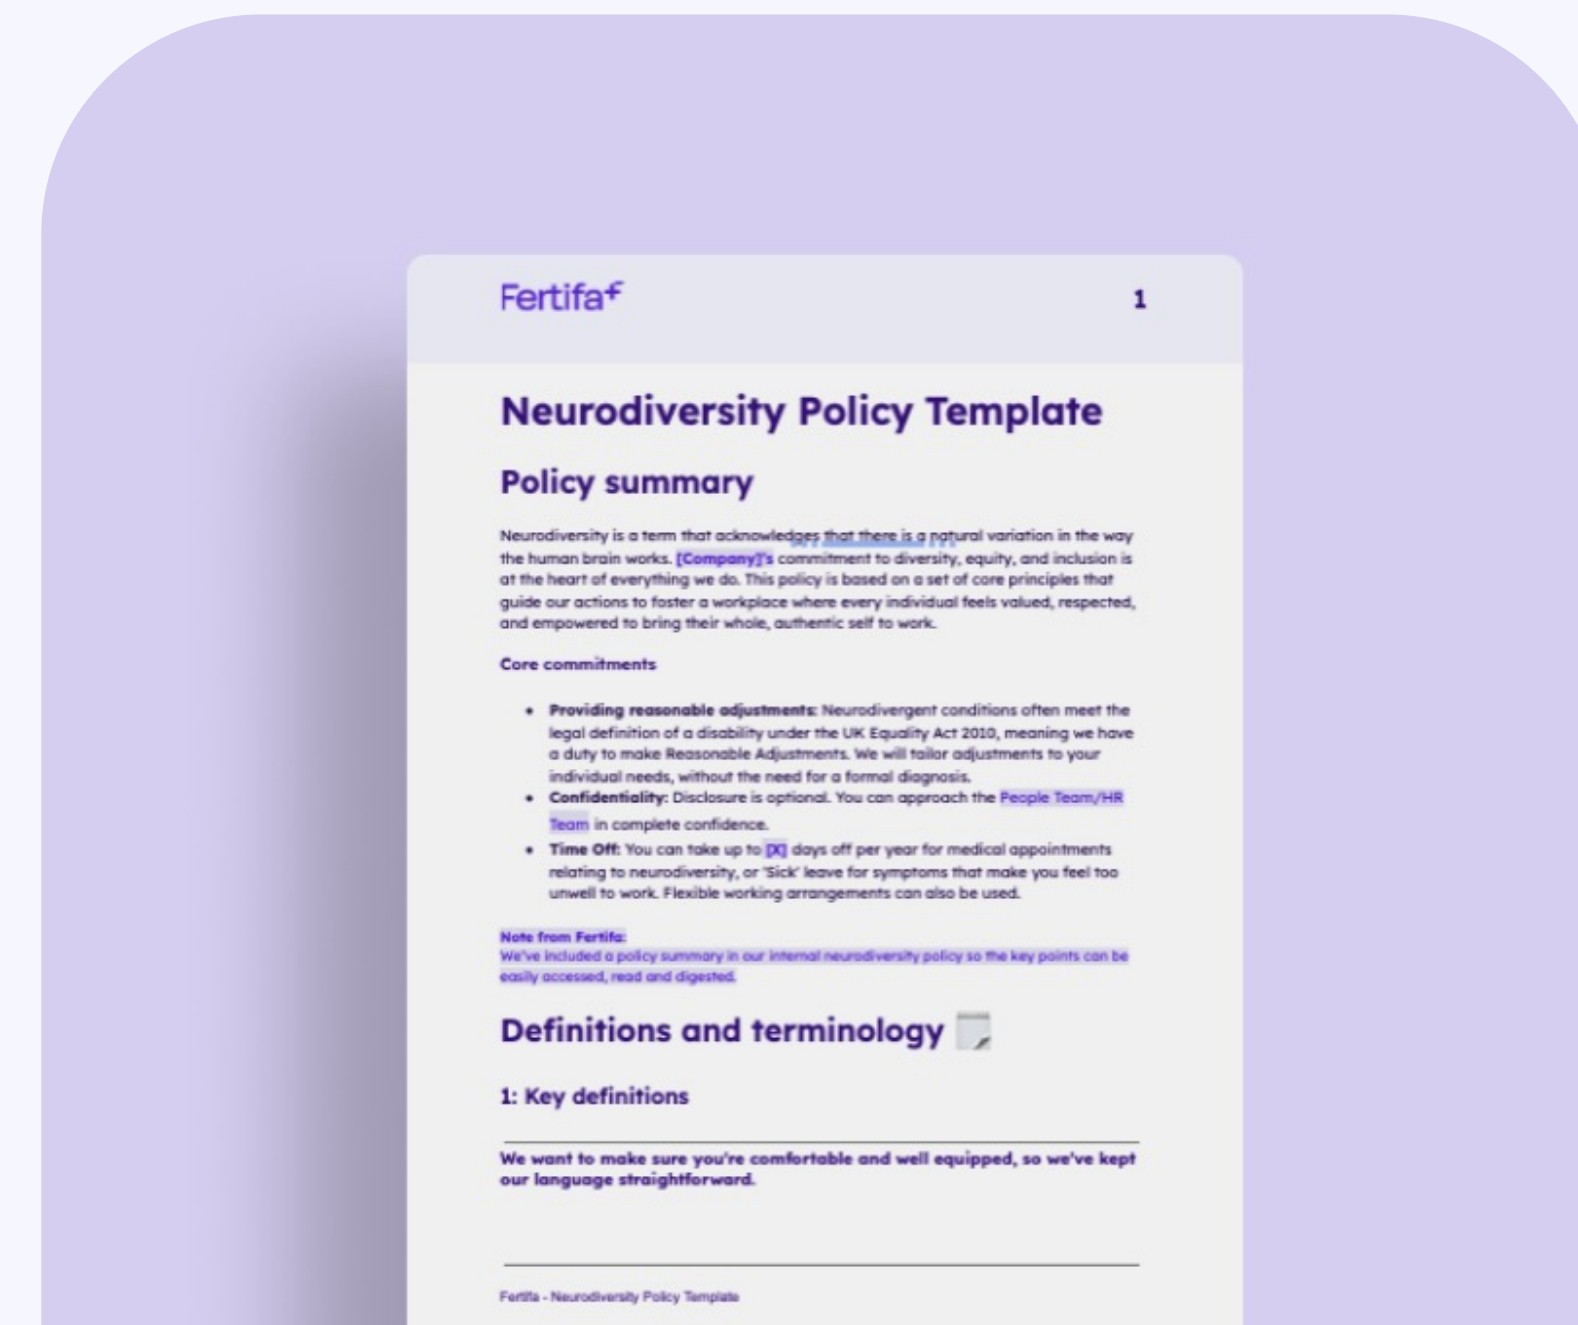 Fertifa
1
Neurodiversity Policy Template
Policy summary
Neurodiversity is a term that acknowledges that there is a natural variation in the way
the human brain works. [Company]'s commitment to diversity, equity, and inclusion is
at the heart of everything we do. This policy is based on a set of core principles that
guide our actions to foster a workplace where every individual feels valued, respected,
and empowered to bring their whole, authentic self to work.
Core commitments
• Providing reasonable adjustments: Neurodivergent conditions often meet the
legal definition of a disability under the UK Equality Act 2010, meaning we have
a duty to make Reasonable Adjustments. We will tailor adjustments to your
individual needs, without the need for a formal diagnosis.
• Confidentiality: Disclosure is optional. You can approach the People Team/HR
Team in complete confidence.
• Time Off: You can take up to [X] days off per year for medical appointments
relating to neurodiversity, or 'Sick' leave for symptoms that make you feel too
unwell to work. Flexible working arrangements can also be used.
Note from Fertifa:
We've included a policy summary in our internal neurodiversity policy so the key points can be
easily accessed, read and digested.
Definitions and terminology
1: Key definitions
We want to make sure you're comfortable and well equipped, so we've kept
our language straightforward.
Fertifa - Neurodiversity Policy Template